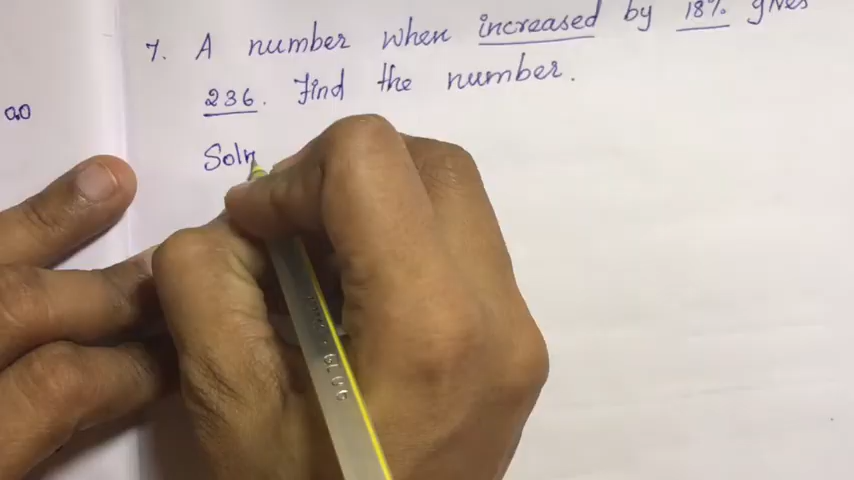 7. A number when increased by 18% gives
236. Find the number.
Soln